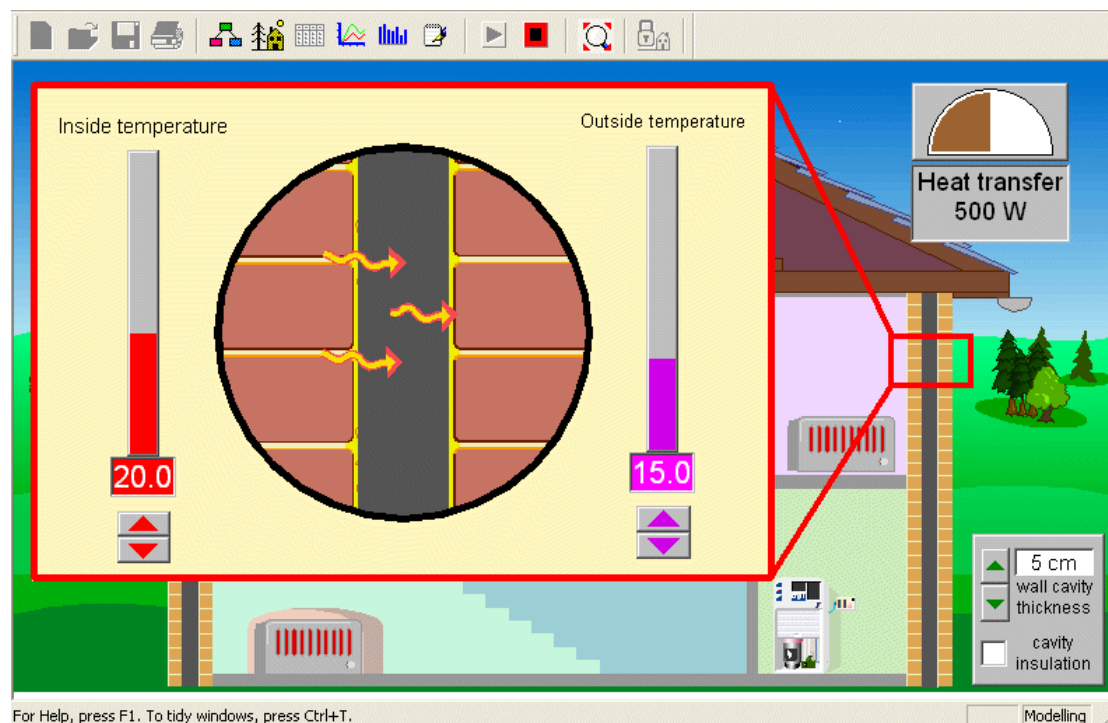 Inside temperature
Outside temperature
Heat transfer
500 W
20.0
15.0
5 cm
wall cavity
thickness
cavity
insulation
For Help, press F1. To tidy windows, press Ctrl+T.
Modelling